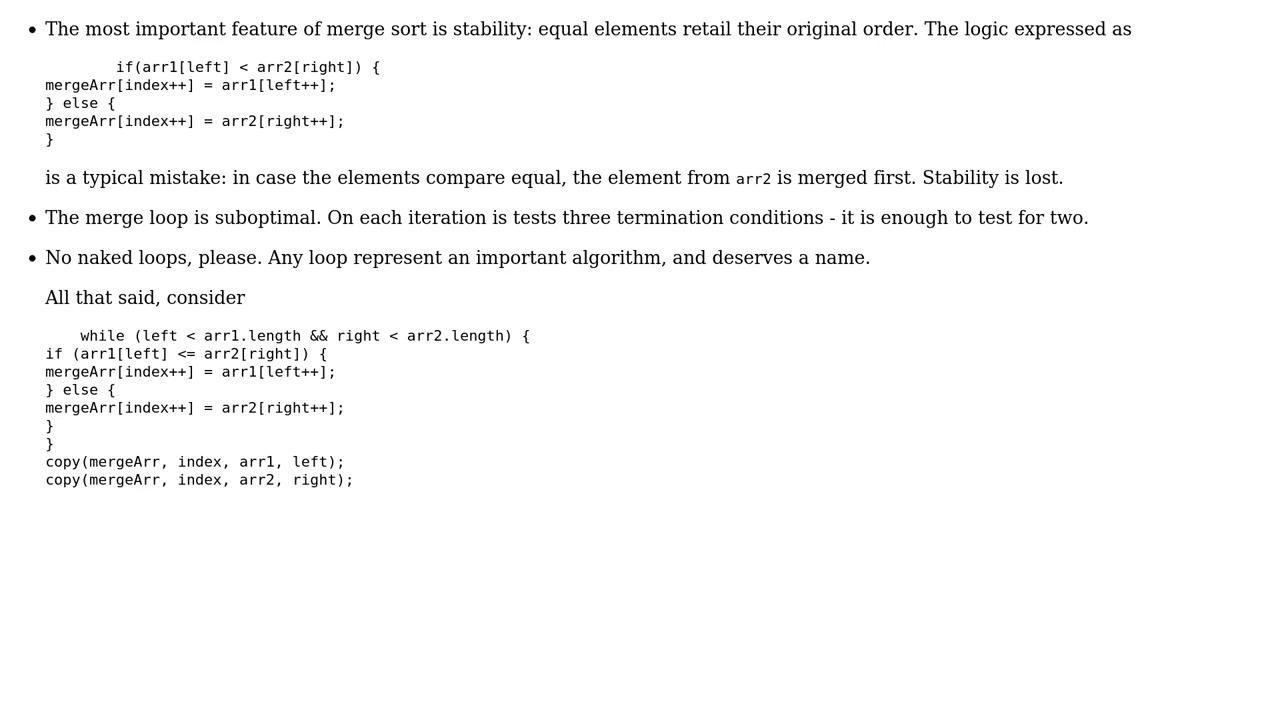 • The most important feature of merge sort is stability: equal elements retail their original order. The logic expressed as
if(arr1[left] < arr2[right]) {
mergeArr[index++] = arr1[left++];
} else {
mergeArr[index++] = arr2[right++];
}
is a typical mistake: in case the elements compare equal, the element from arr2 is merged first. Stability is lost.
• The merge loop is suboptimal. On each iteration is tests three termination conditions - it is enough to test for two.
• No naked loops, please. Any loop represent an important algorithm, and deserves a name.
All that said, consider
while (left < arr1.length && right < arr2.length) {
if (arr1[left] <= arr2[right]) {
mergeArr[index++] = arr1[left++];
} else {
mergeArr[index++] = arr2[right++];
}
}
copy(mergeArr, index, arr1, left);
copy(mergeArr, index, arr2, right);